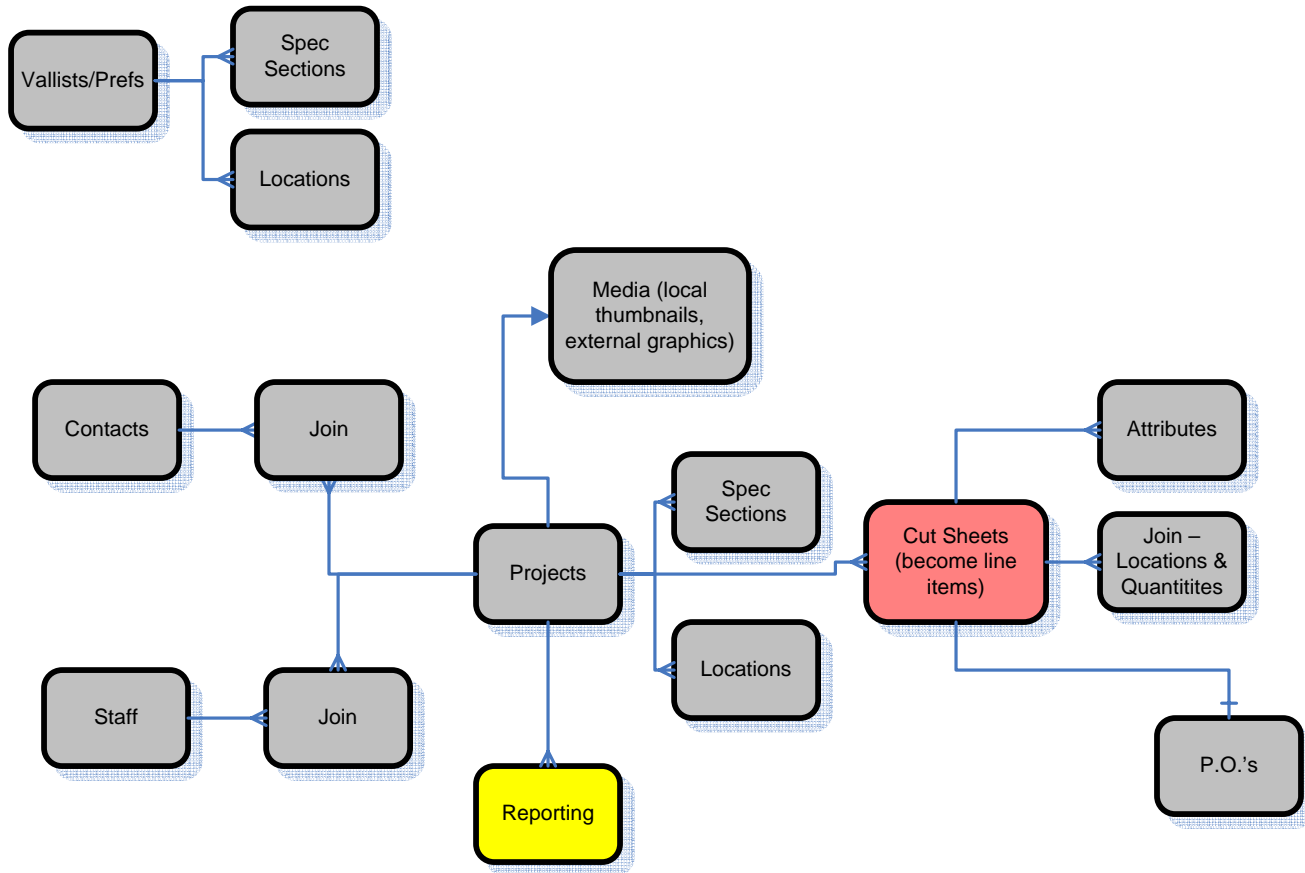 Vallists/Prefs
Spec
Sections
Locations
Media (local
thumbnails,
external graphics)
Contacts
Join
Attributes
Spec
Sections
Projects
Cut Sheets
(become line
items)
Join –
Locations &
Quantitites
Locations
Staff
Join
Reporting
P.O.'s